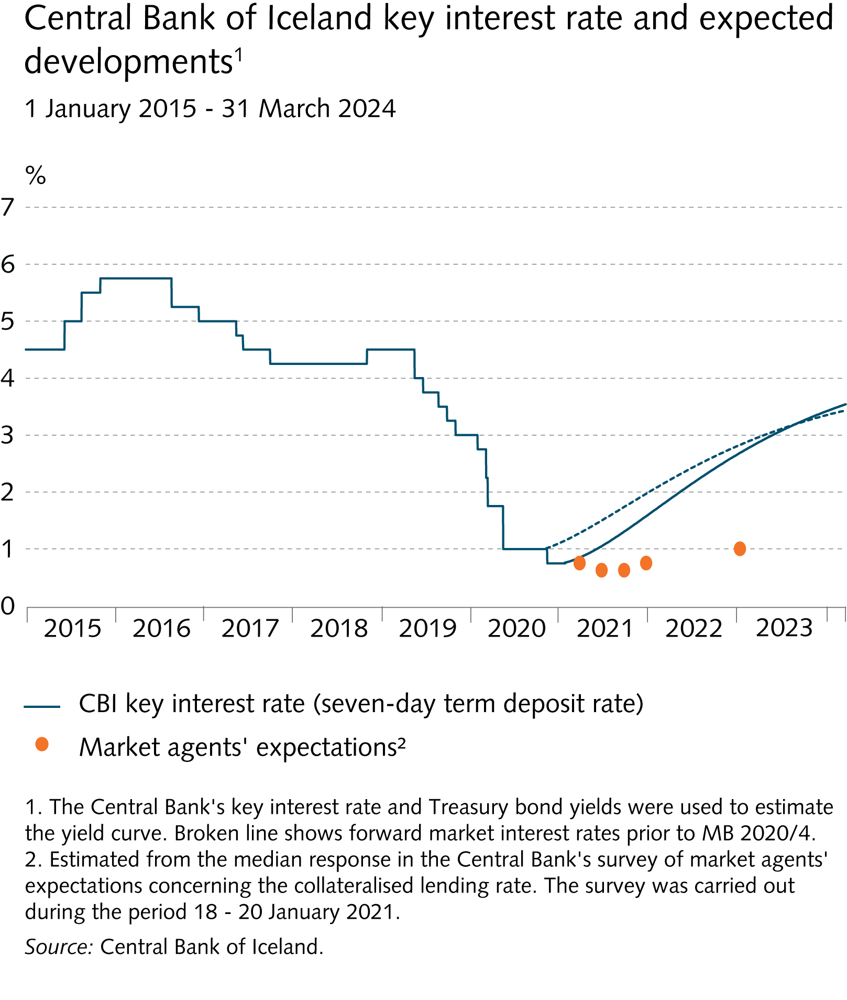 Central Bank of Iceland key interest rate and expected
developments¹
1 January 2015 - 31 March 2024
%
7
6
5
4
3
2
1
0
2015 2016 2017 2018 2019 2020 2021 2022 2023
CBI key interest rate (seven-day term deposit rate)
Market agents' expectations²
1. The Central Bank's key interest rate and Treasury bond yields were used to estimate
the yield curve. Broken line shows forward market interest rates prior to MB 2020/4.
2. Estimated from the median response in the Central Bank's survey of market agents'
expectations concerning the collateralised lending rate. The survey was carried out
during the period 18 - 20 January 2021.
Source: Central Bank of Iceland.